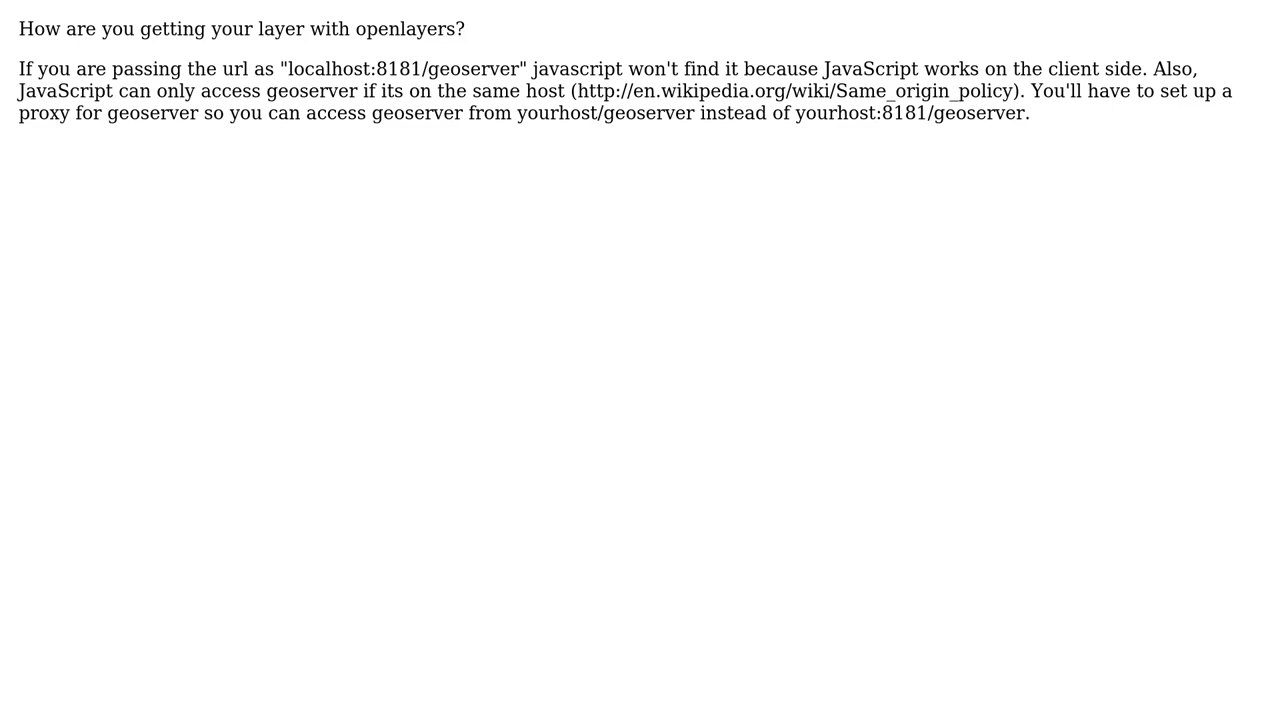 How are you getting your layer with openlayers?
If you are passing the url as "localhost:8181/geoserver" javascript won't find it because JavaScript works on the client side. Also,
JavaScript can only access geoserver if its on the same host (http://en.wikipedia.org/wiki/Same_origin_policy). You'll have to set up a
proxy for geoserver so you can access geoserver from yourhost/geoserver instead of yourhost:8181/geoserver.